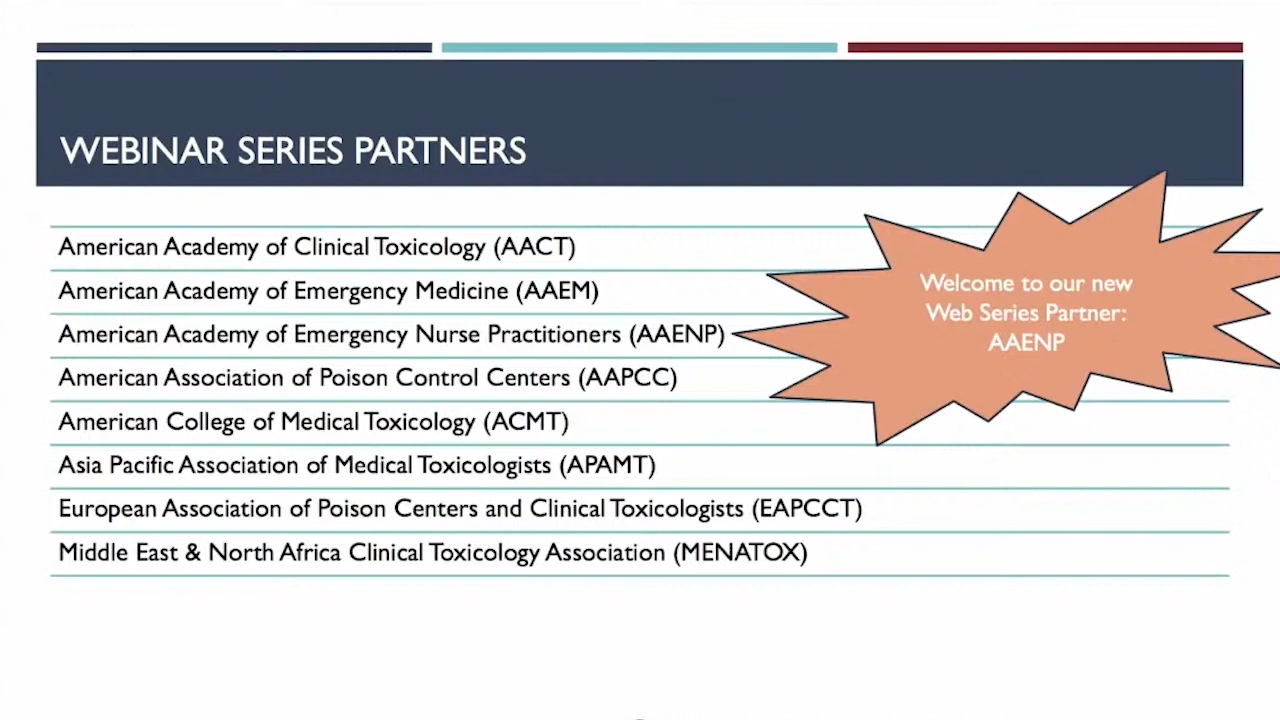 WEBINAR SERIES PARTNERS
American Academy of Clinical Toxicology (AACT)
American Academy of Emergency Medicine (AAEM)
American Academy of Emergency Nurse Practitioners (AAENP)
American Association of Poison Control Centers (AAPCC)
American College of Medical Toxicology (ACMT)
Asia Pacific Association of Medical Toxicologists (APAMT)
European Association of Poison Centers and Clinical Toxicologists (EAPCCT)
Middle East & North Africa Clinical Toxicology Association (MENATOX)
Welcome to our new
Web Series Partner:
AAENP